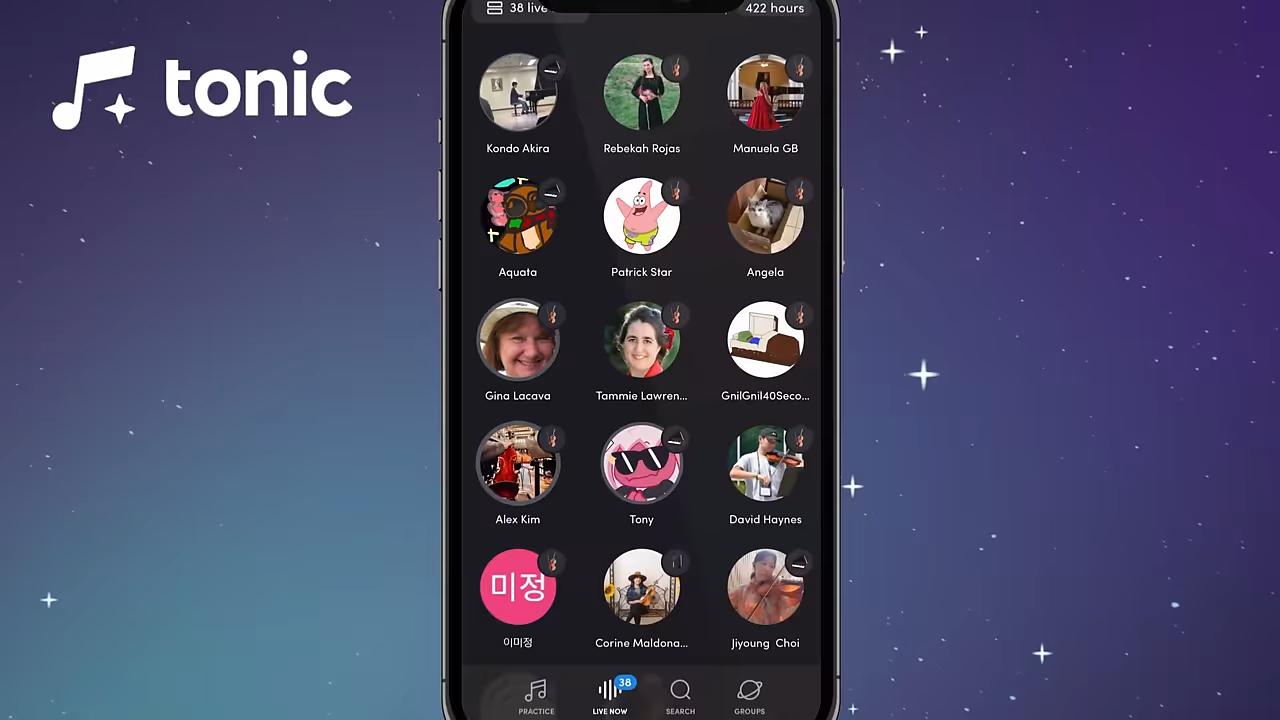 tonic
38 live
422 hours
Kondo Akira
Rebekah Rojas
Manuela GB
Aquata
Patrick Star
Angela
Gina Lacava
Tammie Lawren...
GnilGnil40Seco...
Alex Kim
Tony
David Haynes
미정
이미정
Corine Maldona...
Jiyoung Choi
38
PRACTICE
LIVE NOW
SEARCH
GROUPS